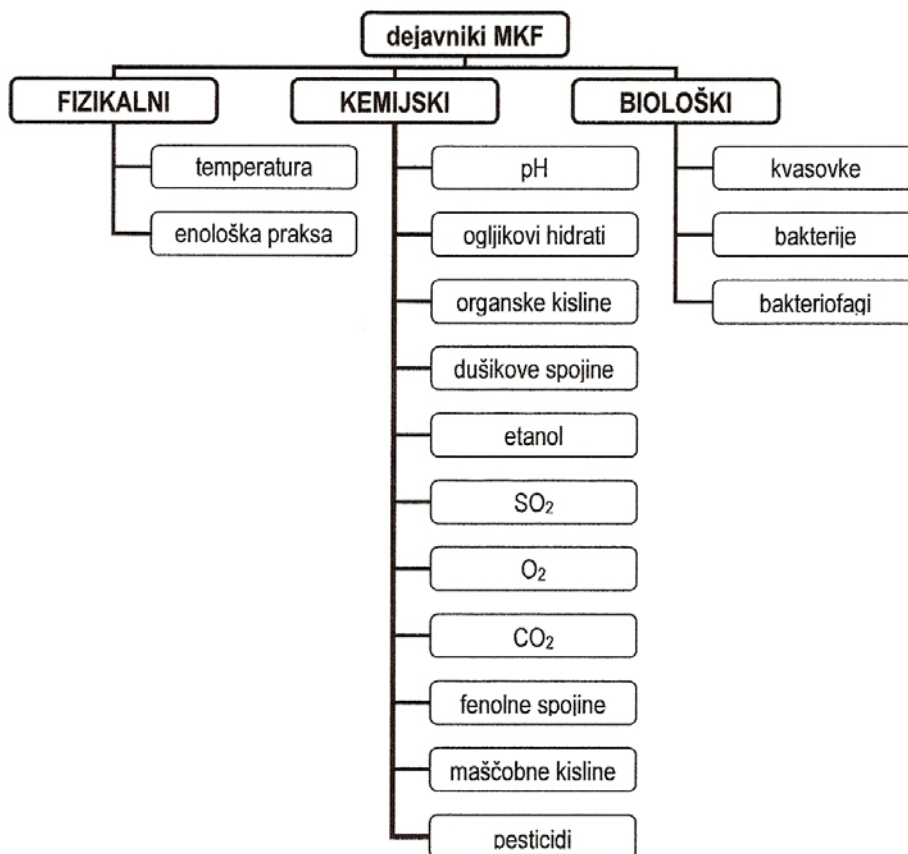 dejavniki MKF
FIZIKALNI
KEMIJSKI
BIOLOŠKI
temperatura
enološka praksa
pH
ogljikovi hidrati
organske kisline
dušikove spojine
etanol
SO₂
O₂
CO₂
fenolne spojine
maščobne kisline
pesticidi
kvasovke
bakterije
bakteriofagi